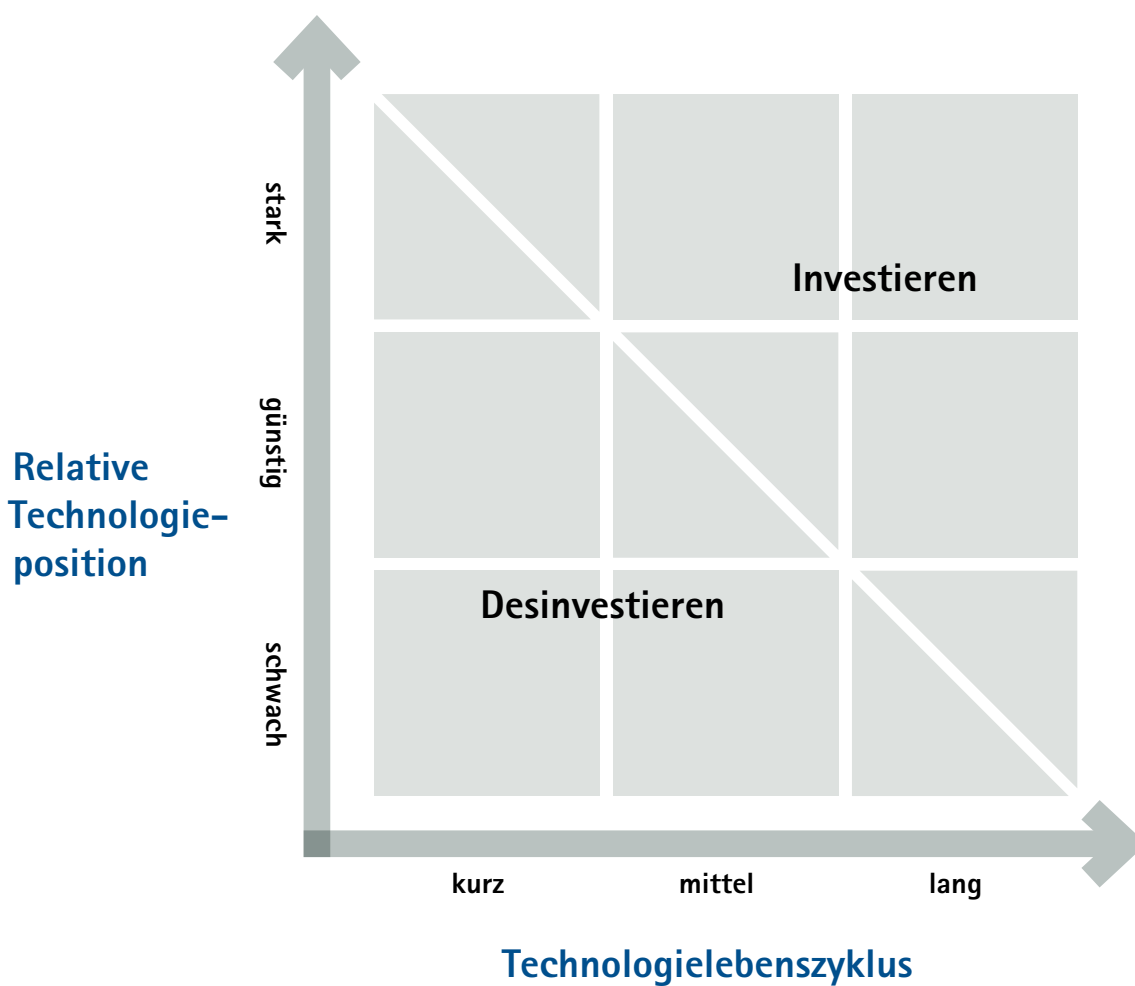 stark
Investieren
günstig
Relative
Technologie-
position
Desinvestieren
schwach
kurz
mittel
lang
Technologielebenszyklus